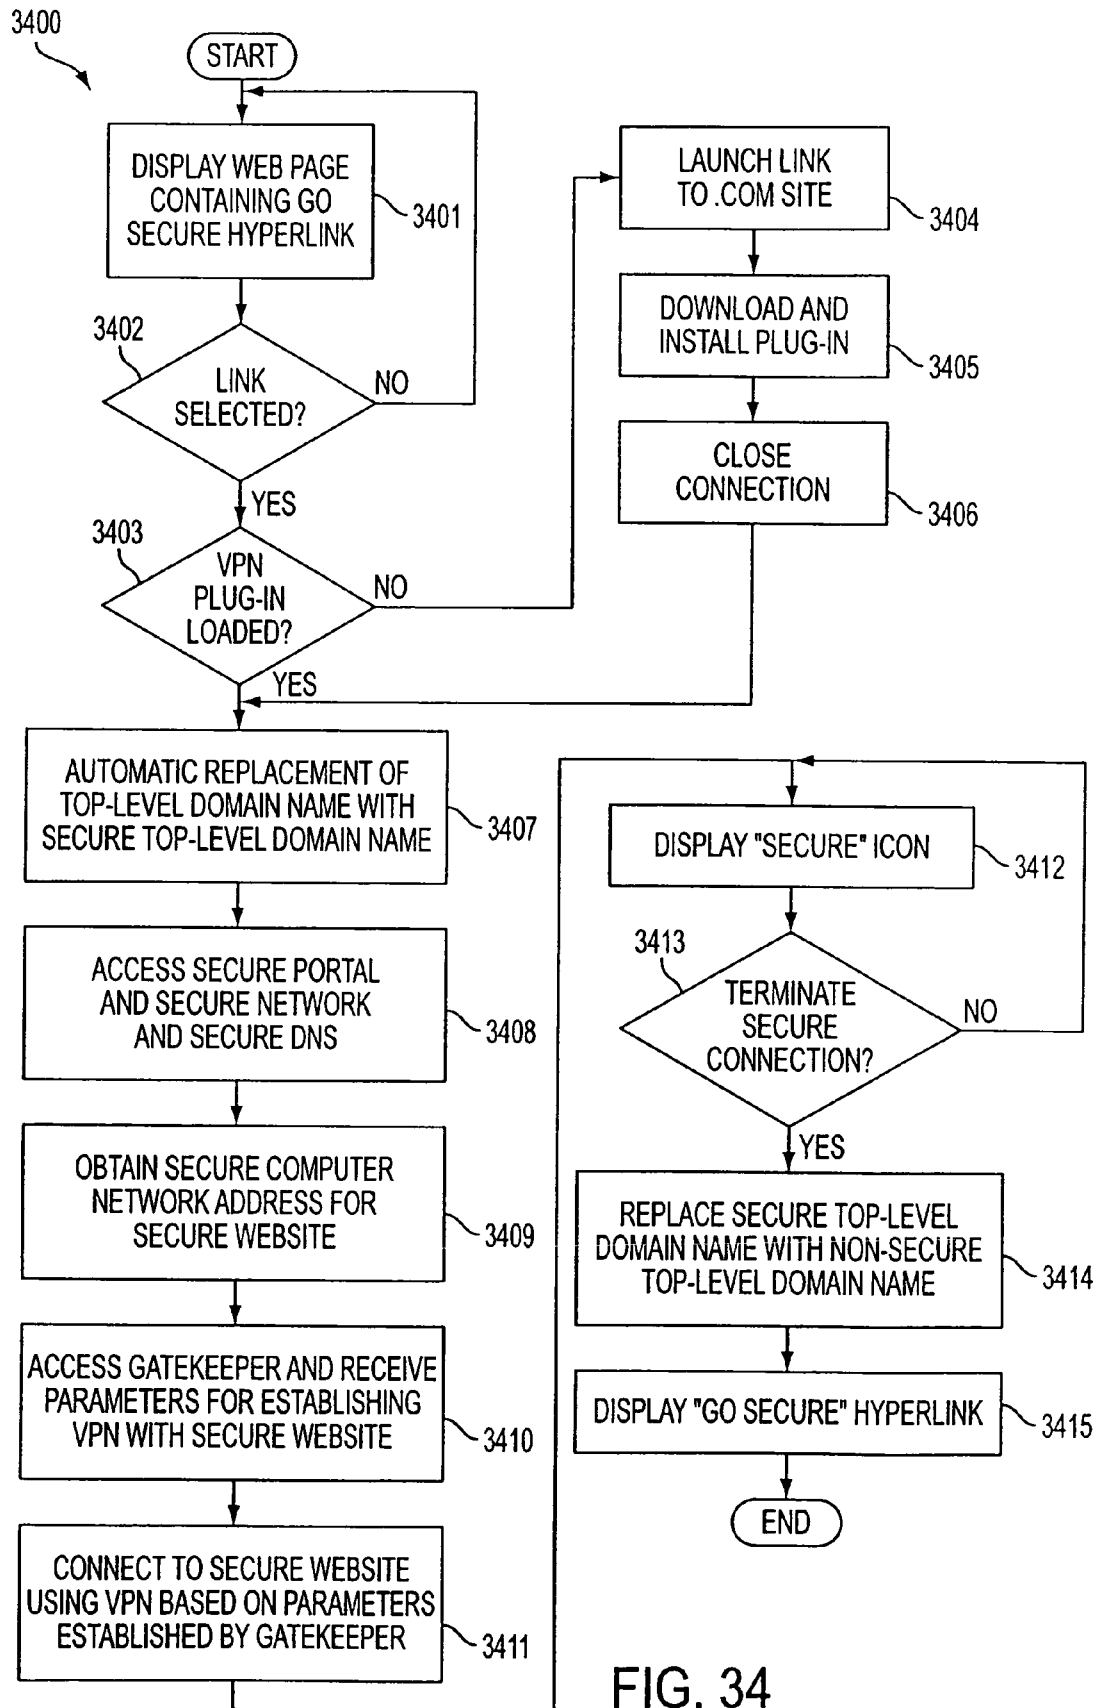 3400
START
DISPLAY WEB PAGE
CONTAINING GO
SECURE HYPERLINK
3401
3402
LINK
SELECTED?
NO
YES
3403
VPN
PLUG-IN
LOADED?
NO
YES
LAUNCH LINK
TO .COM SITE
3404
DOWNLOAD AND
INSTALL PLUG-IN
3405
CLOSE
CONNECTION
3406
AUTOMATIC REPLACEMENT OF
TOP-LEVEL DOMAIN NAME WITH
SECURE TOP-LEVEL DOMAIN NAME
3407
ACCESS SECURE PORTAL
AND SECURE NETWORK
AND SECURE DNS
3408
OBTAIN SECURE COMPUTER
NETWORK ADDRESS FOR
SECURE WEBSITE
3409
ACCESS GATEKEEPER AND RECEIVE
PARAMETERS FOR ESTABLISHING
VPN WITH SECURE WEBSITE
3410
CONNECT TO SECURE WEBSITE
USING VPN BASED ON PARAMETERS
ESTABLISHED BY GATEKEEPER
3411
DISPLAY "SECURE" ICON
3412
3413
TERMINATE
SECURE
CONNECTION?
NO
YES
REPLACE SECURE TOP-LEVEL
DOMAIN NAME WITH NON-SECURE
TOP-LEVEL DOMAIN NAME
3414
DISPLAY "GO SECURE" HYPERLINK
3415
END
FIG. 34